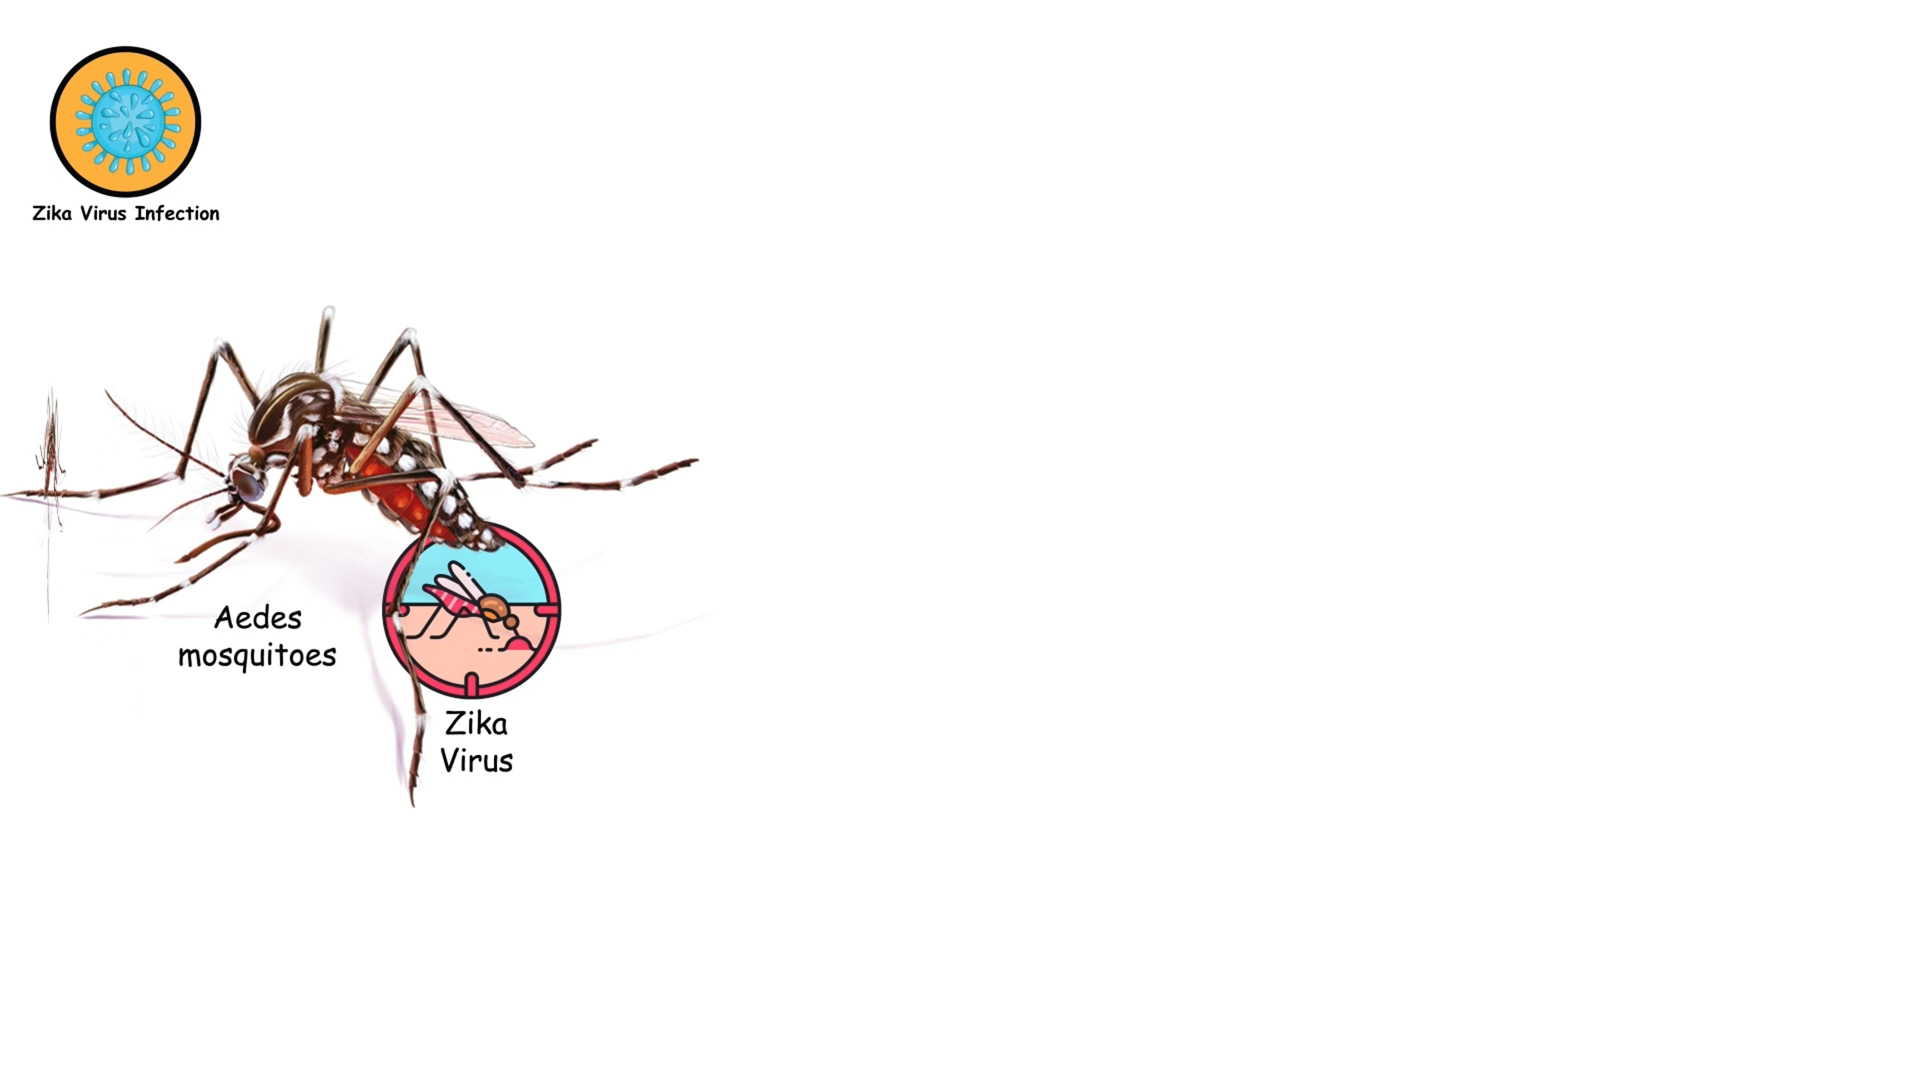 Zika Virus Infection
Aedes
mosquitoes
Zika
Virus